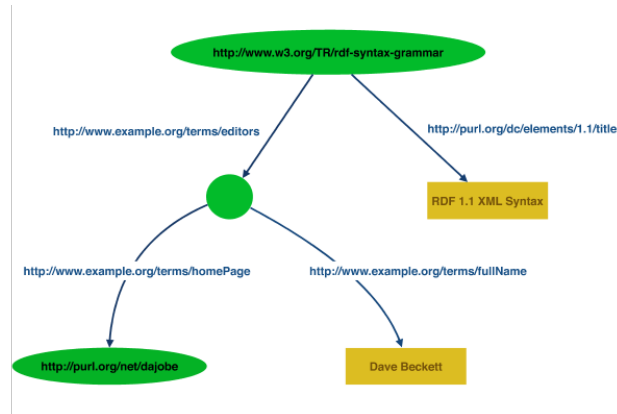 http://www.w3.org/TR/rdf-syntax-grammar
http://www.example.org/terms/editors
http://purl.org/dc/elements/1.1/title
RDF 1.1 XML Syntax
http://www.example.org/terms/homePage
http://www.example.org/terms/fullName
http://purl.org/net/dajobe
Dave Beckett